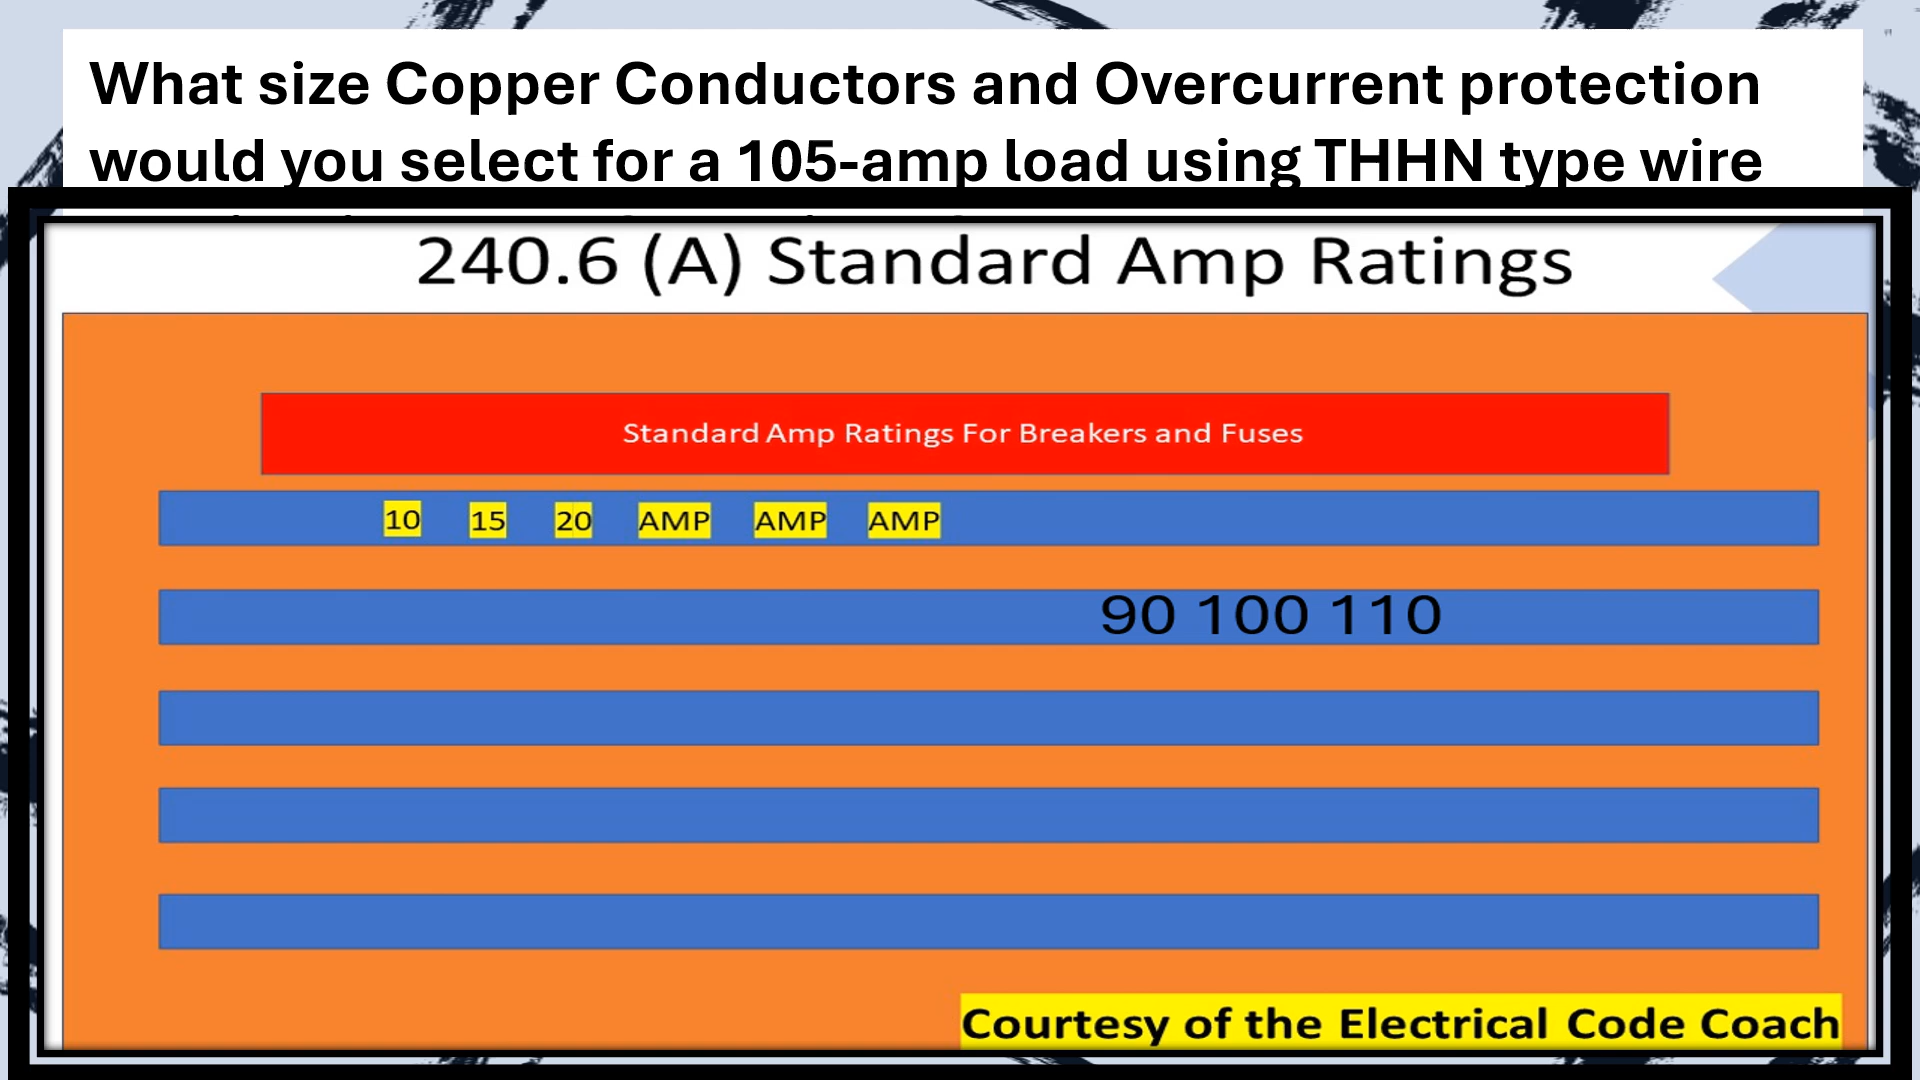 What size Copper Conductors and Overcurrent protection
would you select for a 105-amp load using THHN type wire
240.6 (A) Standard Amp Ratings
Standard Amp Ratings For Breakers and Fuses
10 15 20 AMP AMP AMP
90 100 110
Courtesy of the Electrical Code Coach